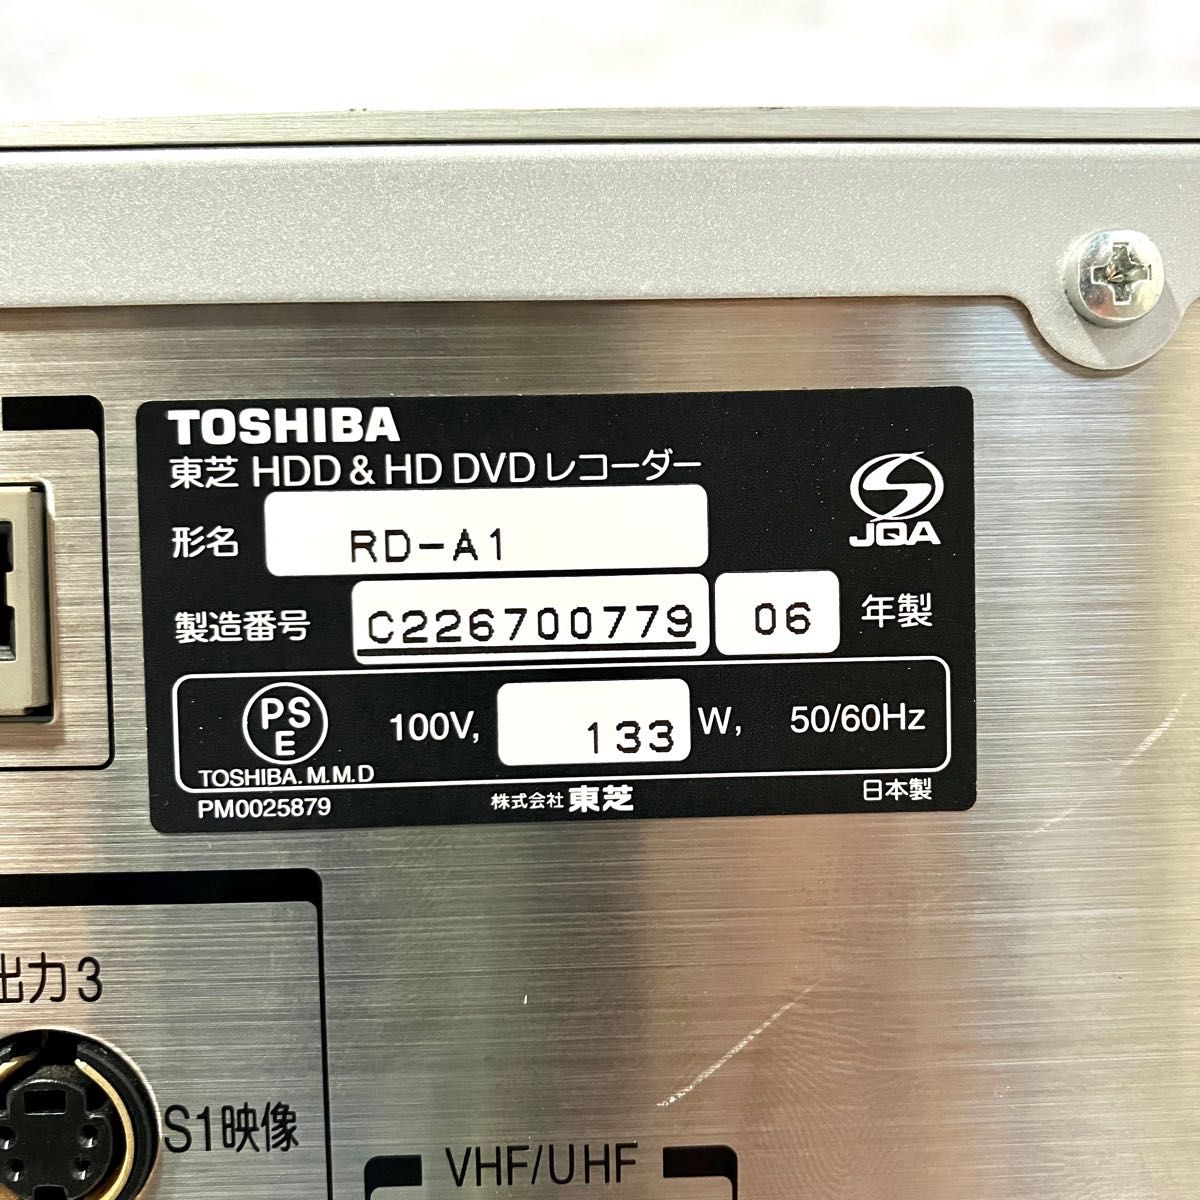 TOSHIBA
東芝 HDD & HD DVD レコーダー
形名 RD-A1
製造番号 C226700779 06 年製
JQA
PS
E
100V, 133 W, 50/60Hz
TOSHIBA. M.M.D
PM0025879
株式会社 東芝
日本製
出力3
S1映像
VHF/UHF